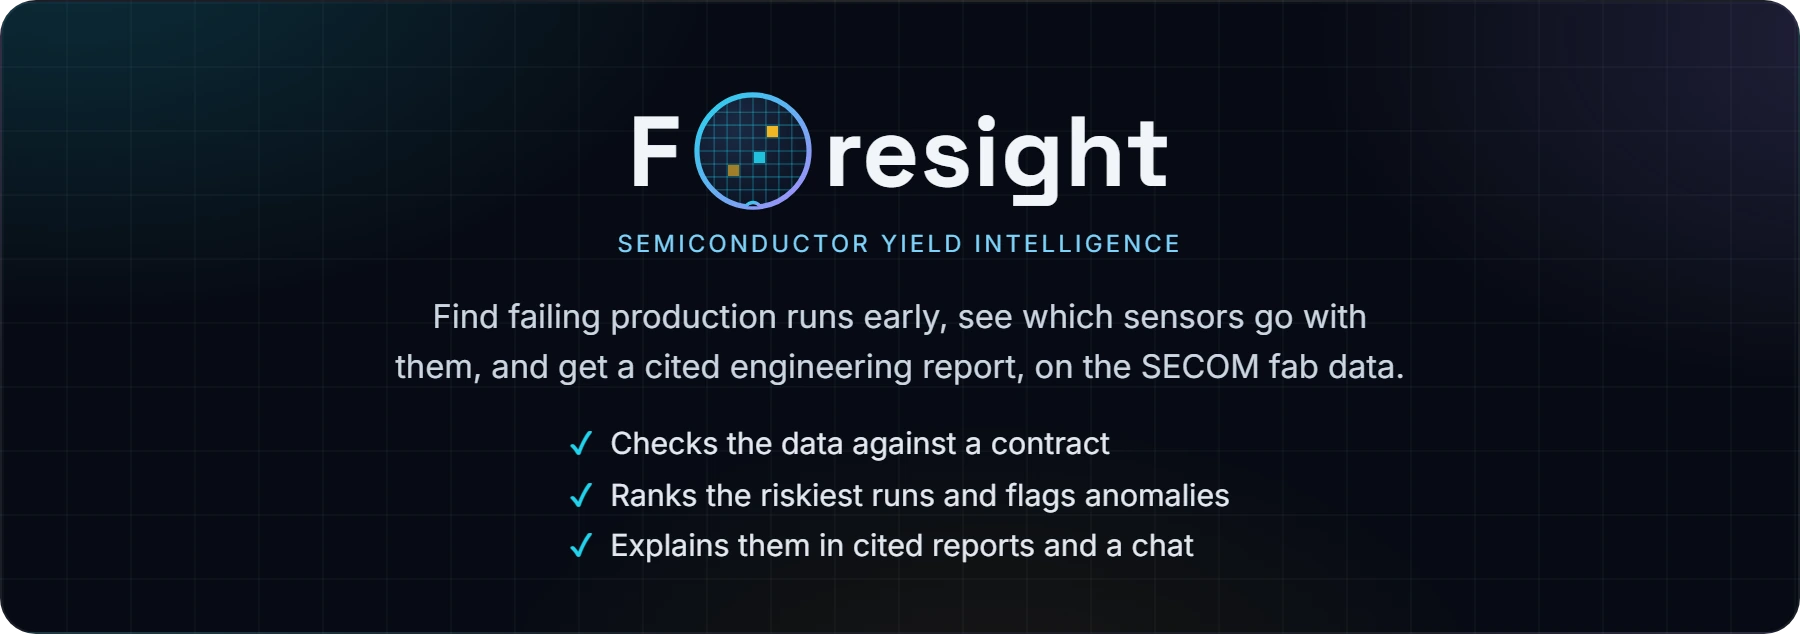 Foresight
SEMICONDUCTOR YIELD INTELLIGENCE
Find failing production runs early, see which sensors go with
them, and get a cited engineering report, on the SECOM fab data.
✓ Checks the data against a contract
✓ Ranks the riskiest runs and flags anomalies
✓ Explains them in cited reports and a chat